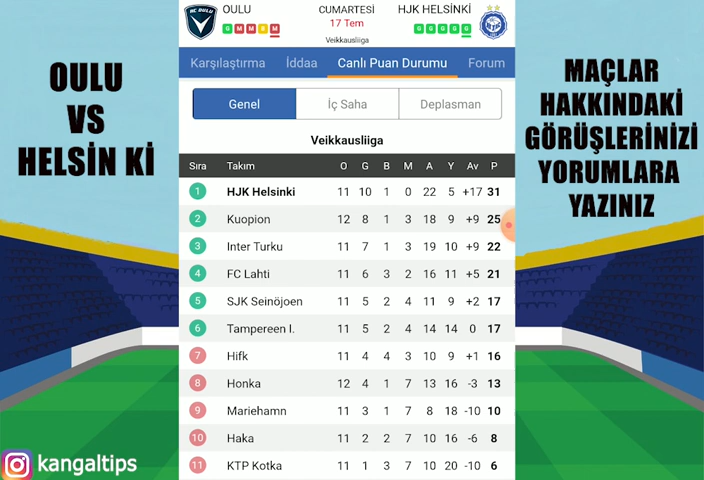 OULU
VS
HELSİN Kİ
AC OULU
OULU
G M M B M
CUMARTESİ
17 Tem
Veikkausliiga
HJK HELSİNKİ
G G G G G
Karşılaştırma İddaa Canlı Puan Durumu Forum
Genel İç Saha Deplasman
Veikkausliiga
Sıra Takım O G B M A Y Av P
1 HJK Helsinki 11 10 1 0 22 5 +17 31
2 Kuopion 12 8 1 3 18 9 +9 25
3 Inter Turku 11 7 1 3 19 10 +9 22
4 FC Lahti 11 6 3 2 16 11 +5 21
5 SJK Seinöjoen 11 5 2 4 11 9 +2 17
6 Tampereen I. 11 5 2 4 14 14 0 17
7 Hifk 11 4 4 3 10 9 +1 16
8 Honka 12 4 1 7 13 16 -3 13
9 Mariehamn 11 3 1 7 8 18 -10 10
10 Haka 11 2 2 7 10 16 -6 8
11 KTP Kotka 11 1 3 7 10 20 -10 6
MAÇLAR
HAKKINDAKİ
GÖRÜŞLERİNİZİ
YORUMLARA
YAZINIZ
kangaltips